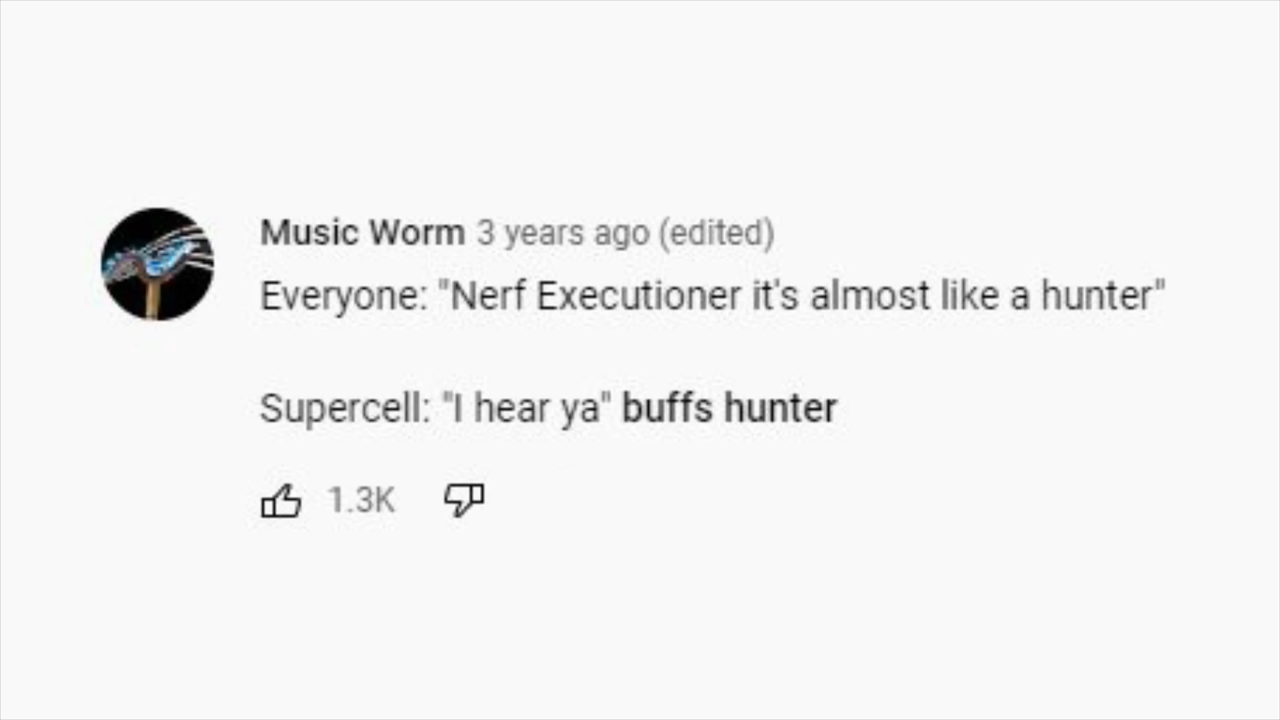 Music Worm 3 years ago (edited)
Everyone: "Nerf Executioner it's almost like a hunter"
Supercell: "I hear ya" buffs hunter
1.3K